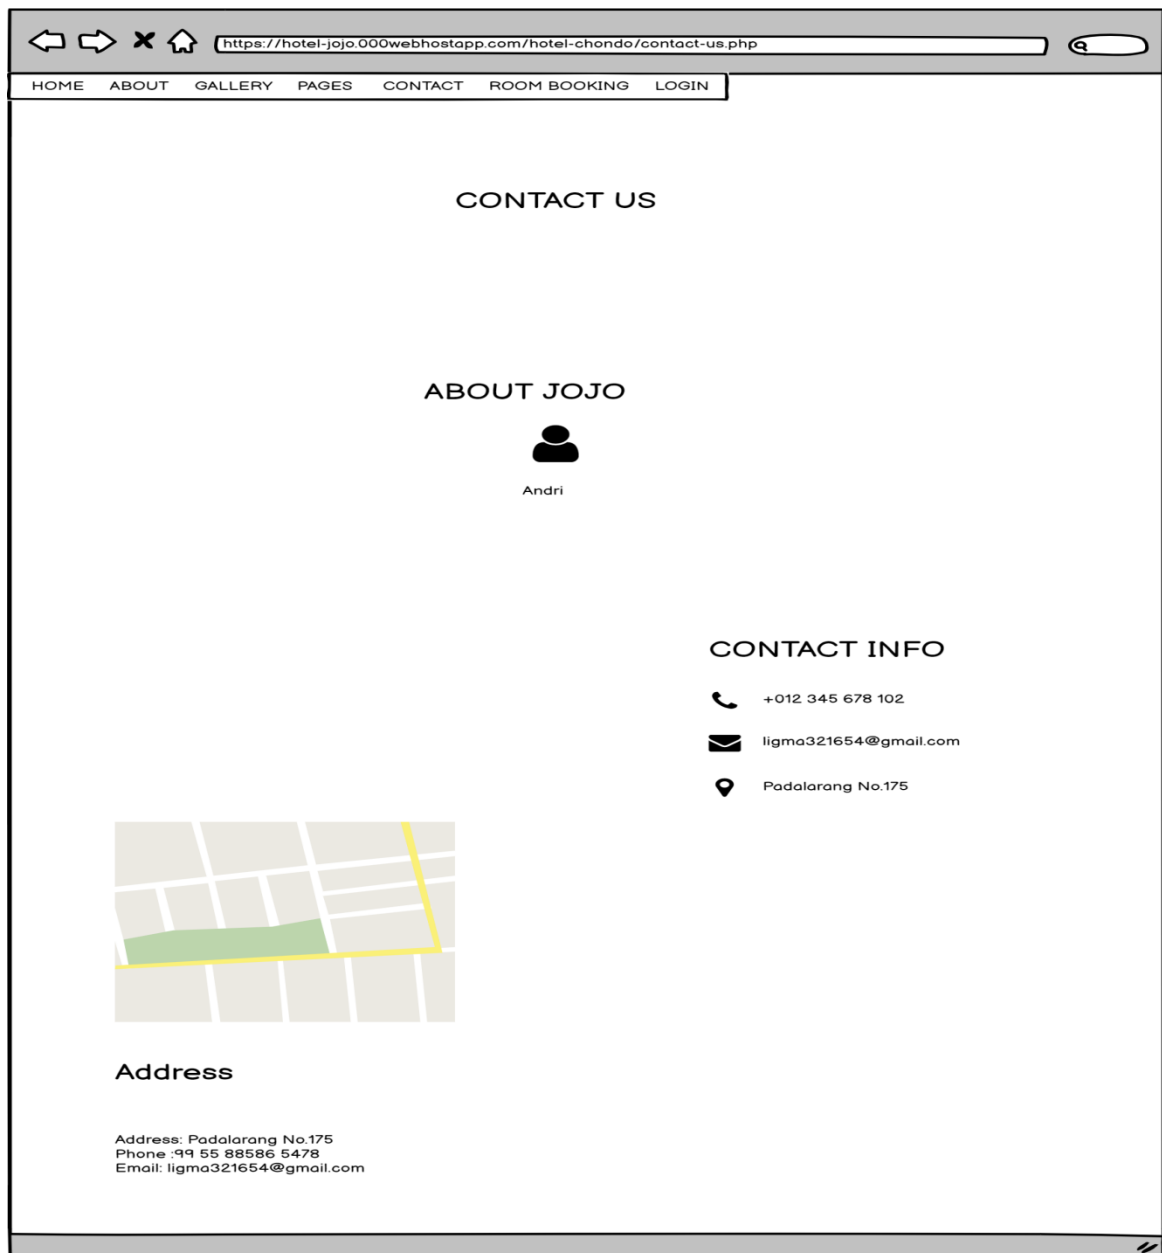 https://hotel-jojo.000webhostapp.com/hotel-chondo/contact-us.php
HOME ABOUT GALLERY PAGES CONTACT ROOM BOOKING LOGIN
CONTACT US
ABOUT JOJO
Andri
CONTACT INFO
+012 345 678 102
ligma321654@gmail.com
Padalarang No.175
Address
Address: Padalarang No.175
Phone :99 55 88586 5478
Email: ligma321654@gmail.com